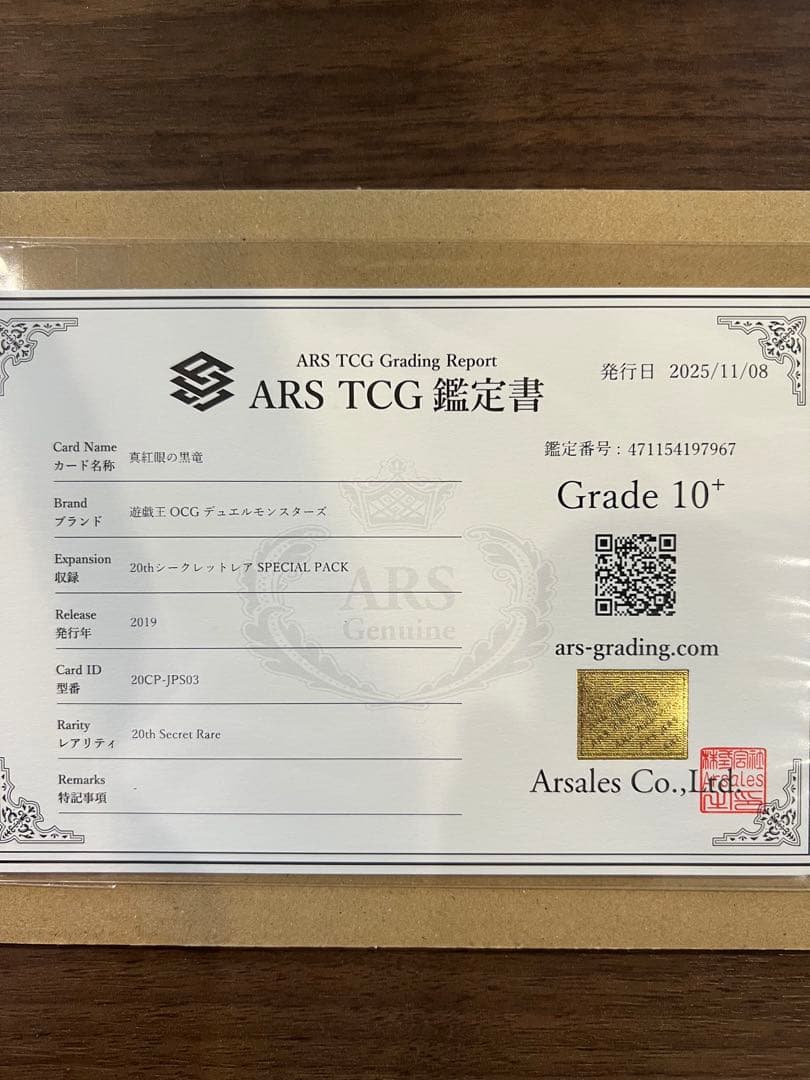 ARS TCG Grading Report
ARS TCG 鑑定書
発行日 2025/11/08
Card Name
カード名称
真紅眼の黒竜
Brand
ブランド
遊戯王 OCG デュエルモンスターズ
Expansion
収録
20thシークレットレア SPECIAL PACK
Release
発行年
2019
Card ID
型番
20CP-JPS03
Rarity
レアリティ
20th Secret Rare
Remarks
特記事項
-
ARS
Genuine
鑑定番号：471154197967
Grade 10+
ars-grading.com
Arsales Co.,Ltd.
株式会社
Arsales